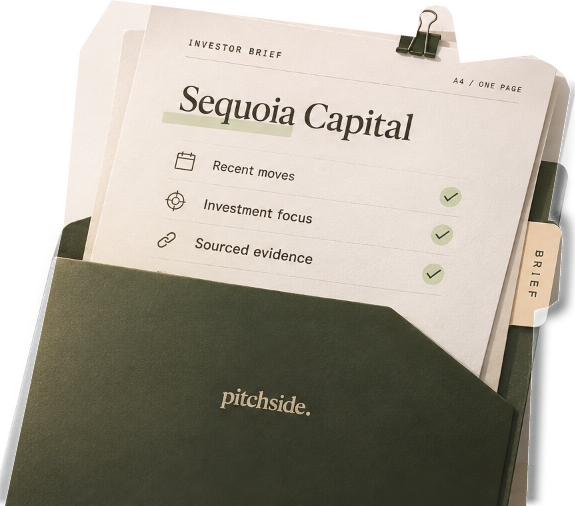 INVESTOR BRIEF
A4 / ONE PAGE
Sequoia Capital
Recent moves
Investment focus
Sourced evidence
BRIEF
pitchside.